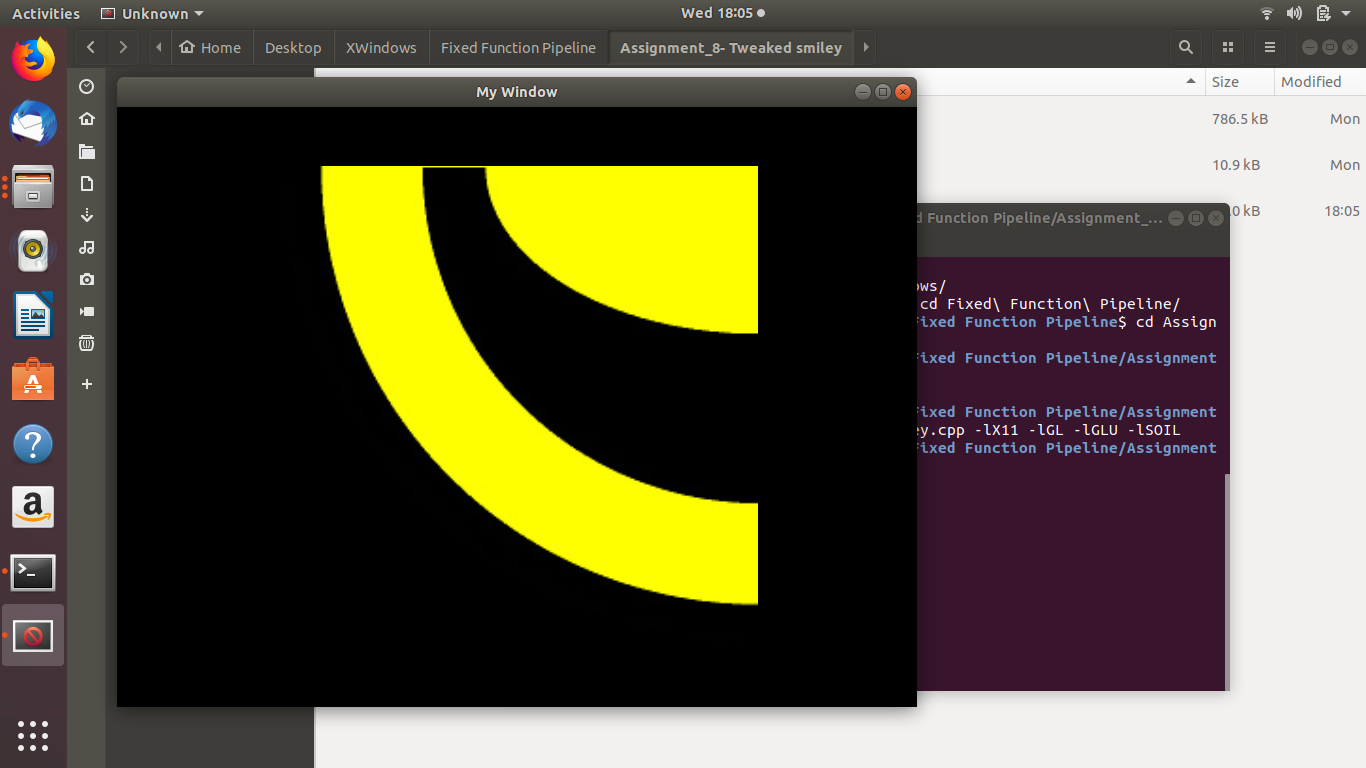 Activities
Unknown
Wed 18:05
Home
Desktop
XWindows
Fixed Function Pipeline
Assignment_8- Tweaked smiley
Size
Modified
786.5 kB
Mon
10.9 kB
Mon
.0 kB
18:05
My Window
d Function Pipeline/Assignment_...
ows/
cd Fixed\ Function\ Pipeline/
Fixed Function Pipeline$ cd Assign
Fixed Function Pipeline/Assignment
Fixed Function Pipeline/Assignment
ey.cpp -lX11 -lGL -lGLU -lSOIL
Fixed Function Pipeline/Assignment